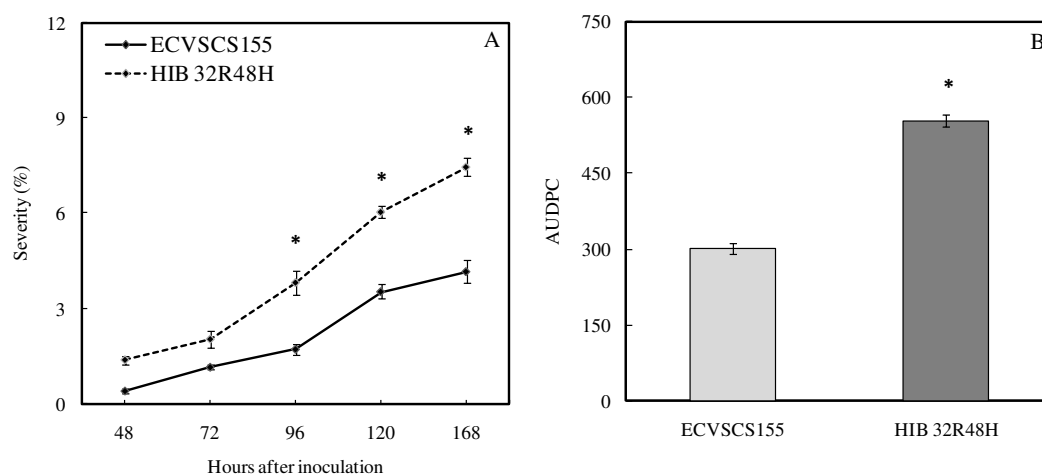 A
ECVSCS155
HIB 32R48H
12
9
6
3
0
* * *
48 72 96 120 168
Severity (%)
Hours after inoculation
B
750
600
450
300
150
0
*
AUDPC
ECVSCS155 HIB 32R48H